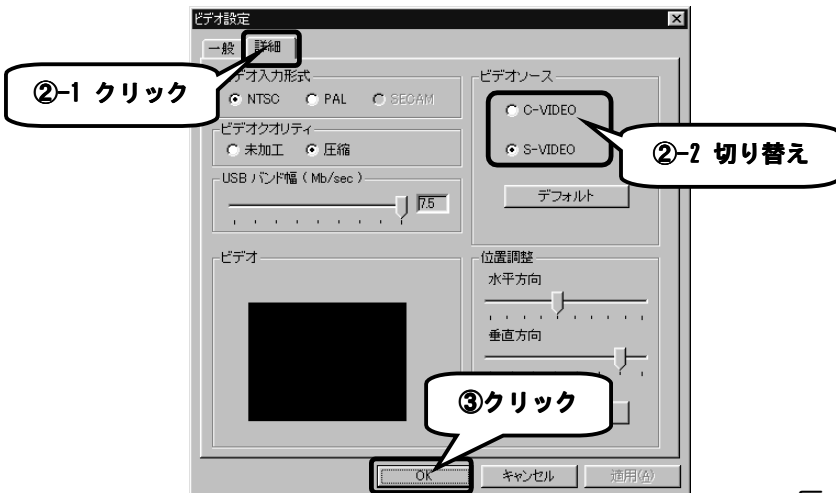 ビデオ設定
一般 詳細
②-1 クリック
デオ入力形式
NTSC PAL SECAM
ビデオクオリティ
未加工 圧縮
USB バンド幅 ( Mb/sec )
7.5
ビデオソース
C-VIDEO
S-VIDEO
②-2 切り替え
デフォルト
ビデオ
位置調整
水平方向
垂直方向
③クリック
OK キャンセル 適用(A)